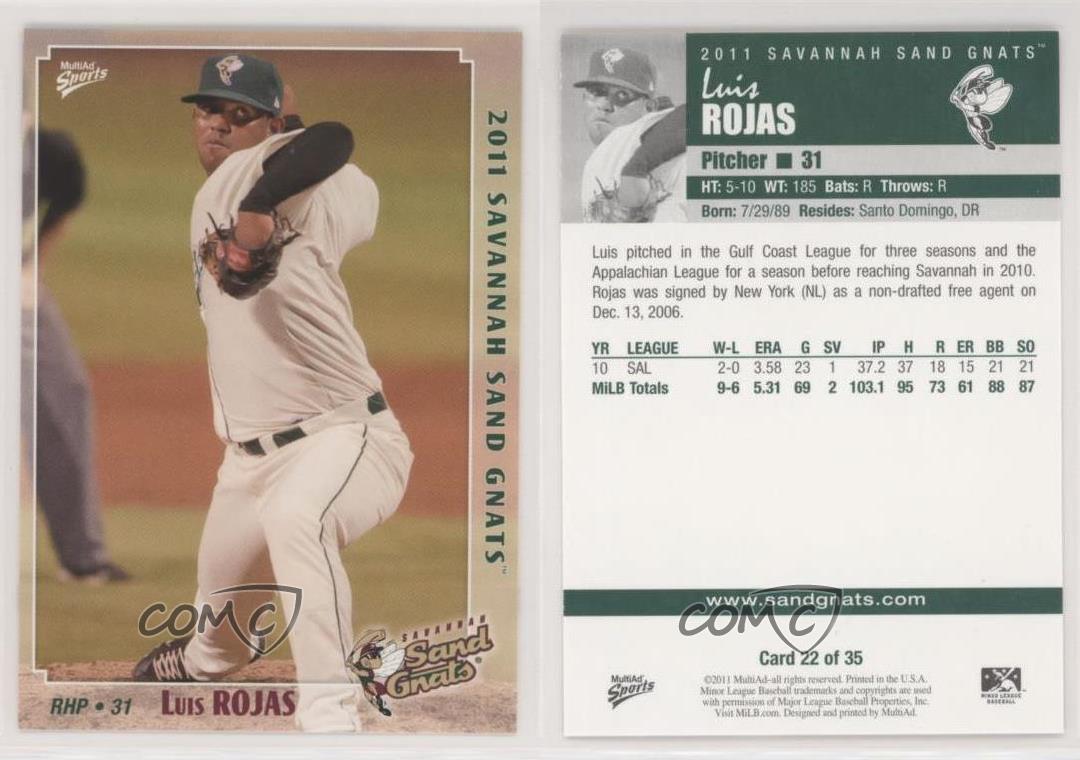 MultiAd
Sports
2011 SAVANNAH SAND GNATS™
COMC
SAVANNAH
Sand
Gnats®
RHP • 31 LUIS ROJAS
2011 SAVANNAH SAND GNATS™
Luis
ROJAS
Pitcher ■ 31
HT: 5-10 WT: 185 Bats: R Throws: R
Born: 7/29/89 Resides: Santo Domingo, DR
Luis pitched in the Gulf Coast League for three seasons and the
Appalachian League for a season before reaching Savannah in 2010.
Rojas was signed by New York (NL) as a non-drafted free agent on
Dec. 13, 2006.
YR LEAGUE W-L ERA G SV IP H R ER BB SO
10 SAL 2-0 3.58 23 1 37.2 37 18 15 21 21
MiLB Totals 9-6 5.31 69 2 103.1 95 73 61 88 87
www.sandgnats.com
COMC
Card 22 of 35
MultiAd
Sports
©2011 MultiAd-all rights reserved. Printed in the U.S.A.
Minor League Baseball trademarks and copyrights are used
with permission of Major League Baseball Properties, Inc.
Visit MiLB.com. Designed and printed by MultiAd.
MINOR LEAGUE
BASEBALL